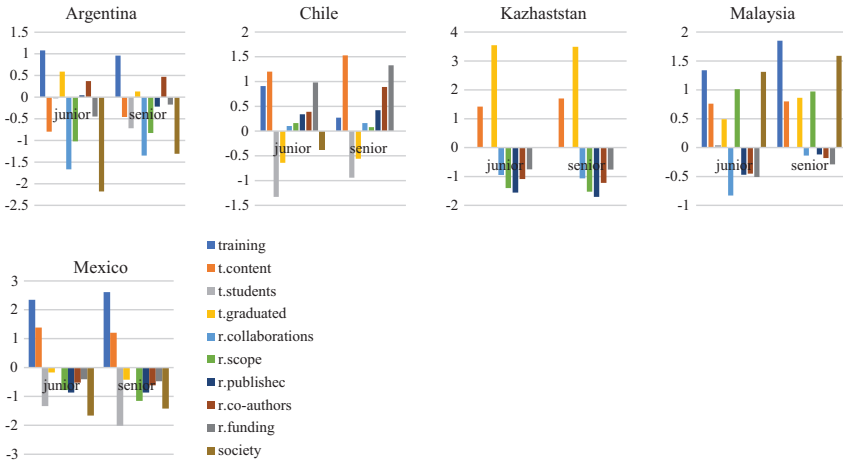 Argentina
1.5
1
0.5
0
-0.5
-1
-1.5
-2
-2.5
junior
senior
Chile
2
1.5
1
0.5
0
-0.5
-1
-1.5
junior
senior
Kazhaststan
4
3
2
1
0
-1
-2
junior
senior
Malaysia
2
1.5
1
0.5
0
-0.5
-1
junior
senior
Mexico
3
2
1
0
-1
-2
-3
junior
senior
training
t.content
t.students
t.graduated
r.collaborations
r.scope
r.publishec
r.co-authors
r.funding
society